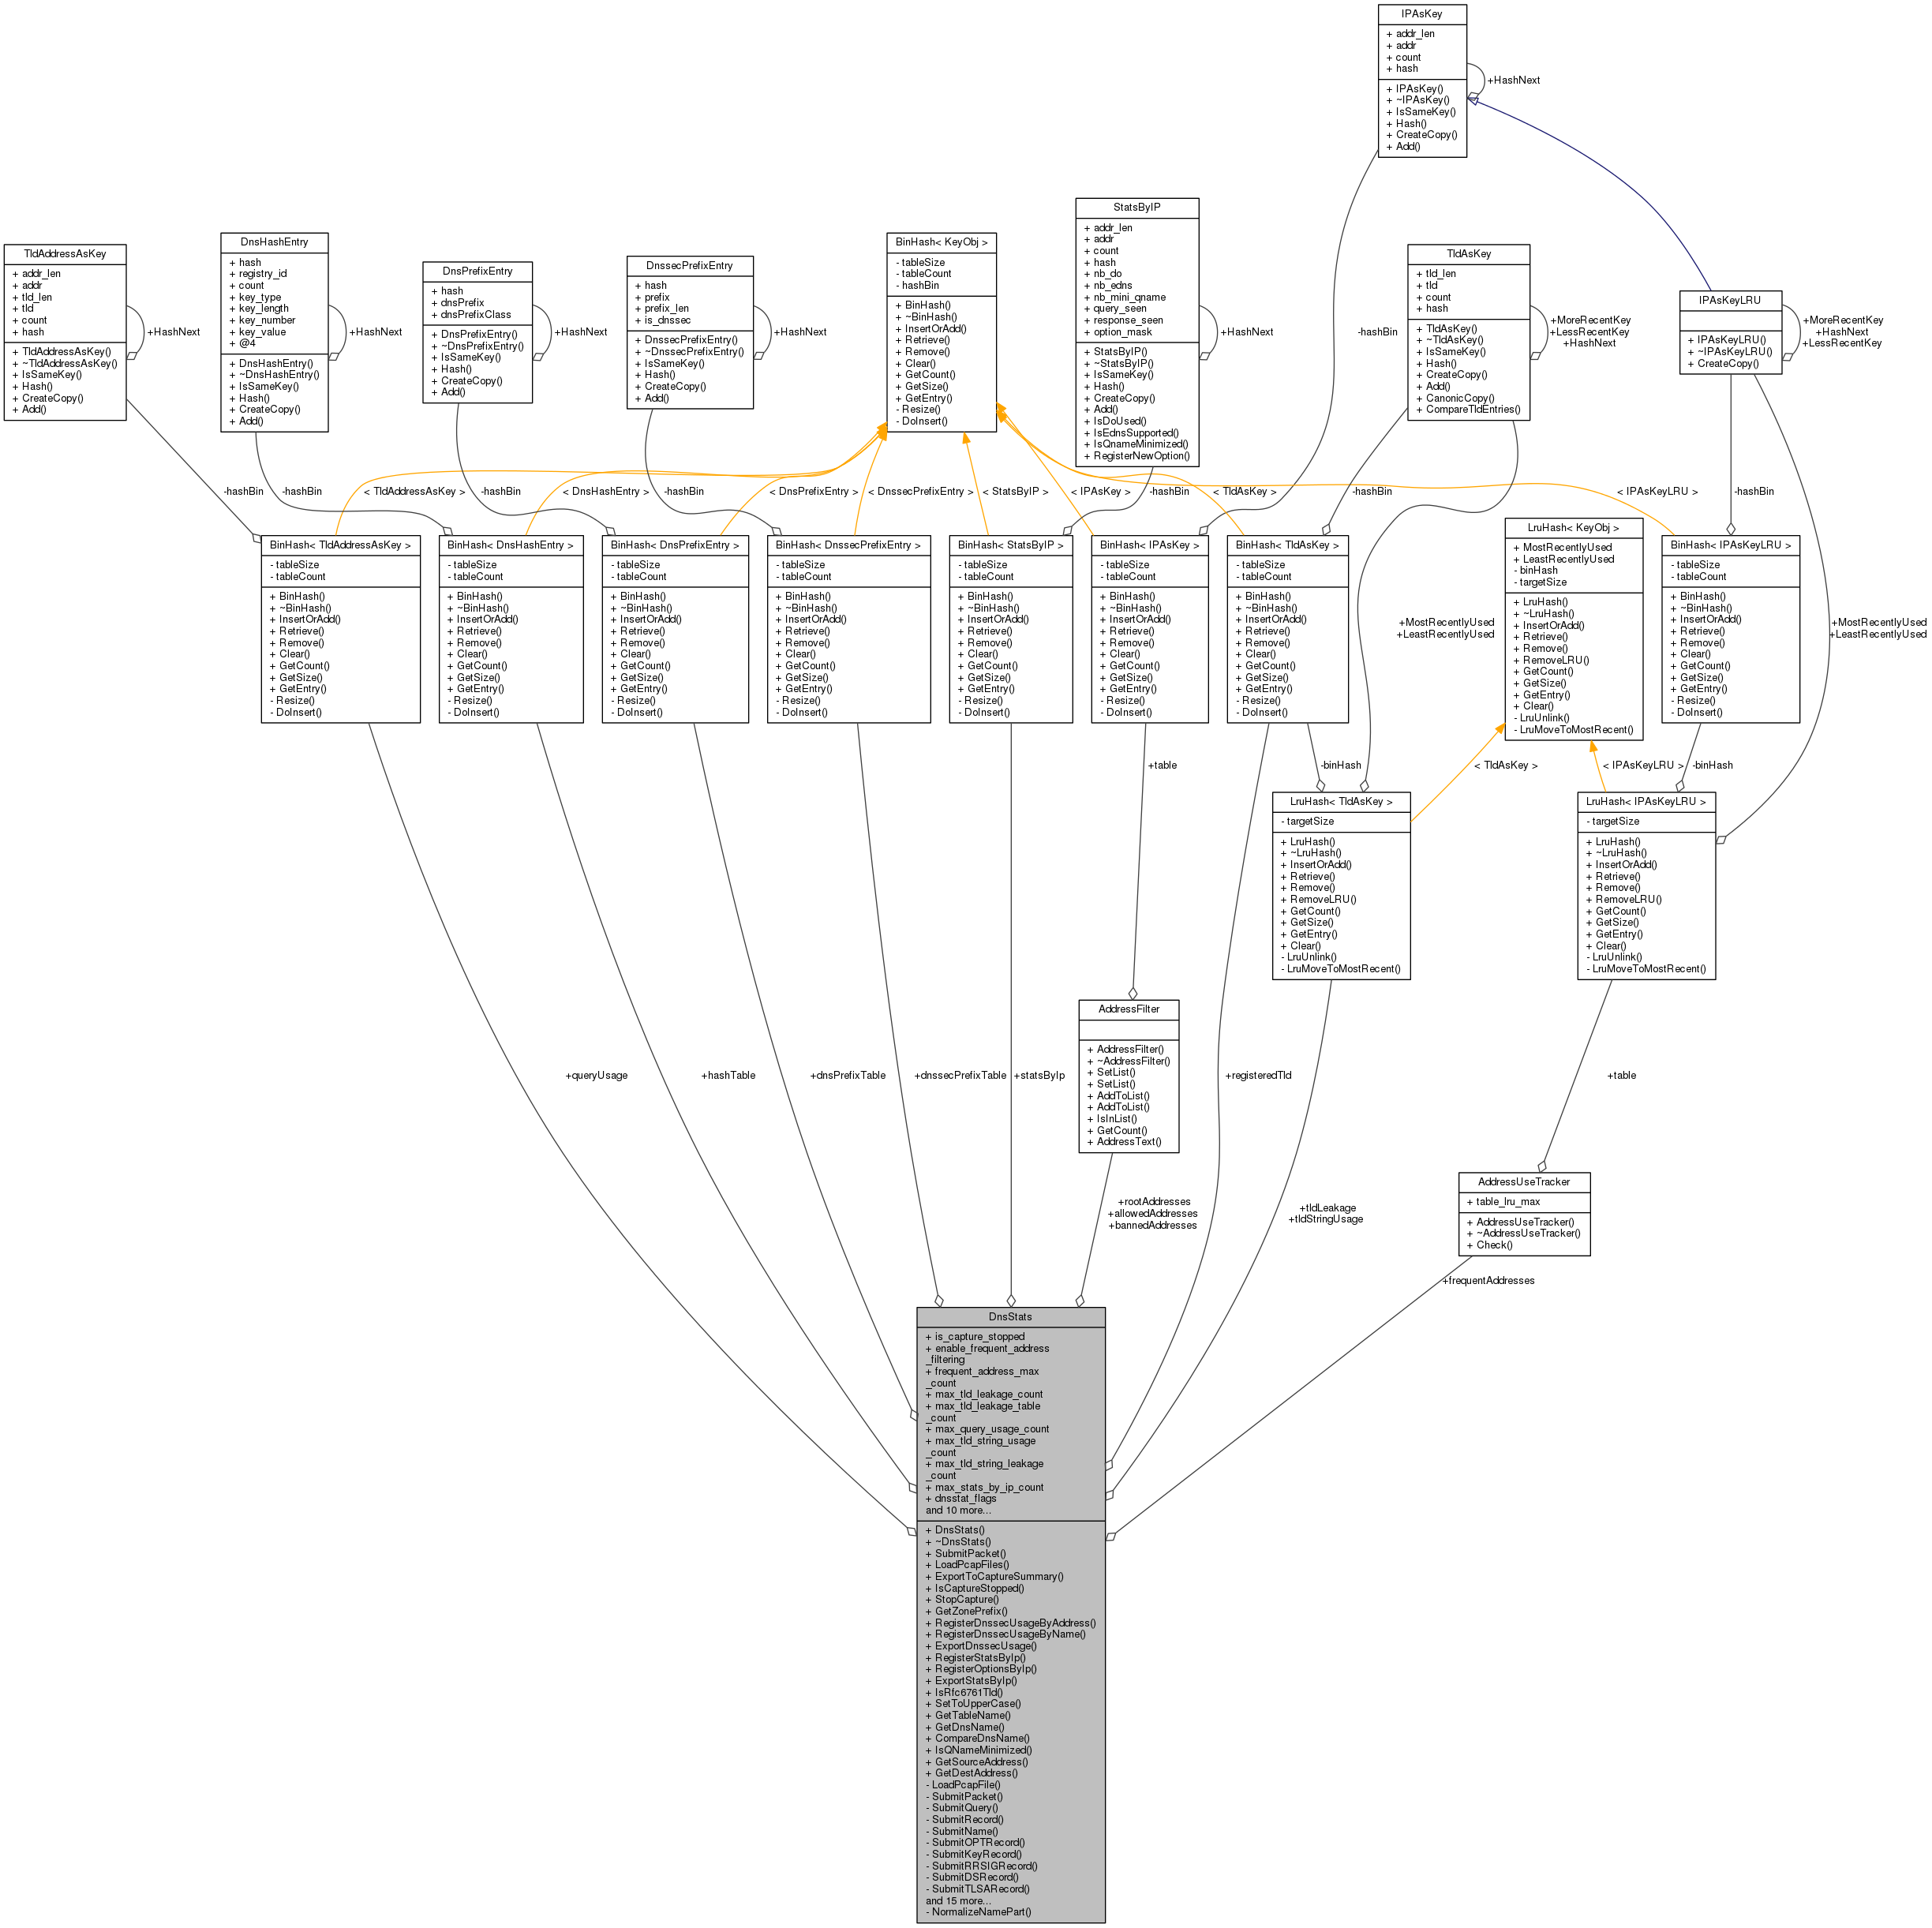 IPAsKey
+ addr_len
+ addr
+ count
+ hash
+ IPAsKey()
+ ~IPAsKey()
+ IsSameKey()
+ Hash()
+ CreateCopy()
+ Add()
+HashNext
StatsByIP
+ addr_len
+ addr
+ count
+ hash
+ nb_do
+ nb_edns
+ nb_mini_qname
+ query_seen
+ response_seen
+ option_mask
+ StatsByIP()
+ ~StatsByIP()
+ IsSameKey()
+ Hash()
+ CreateCopy()
+ Add()
+ IsDoUsed()
+ IsEdnsSupported()
+ IsQnameMinimized()
+ RegisterNewOption()
+HashNext
TldAddressAsKey
+ addr_len
+ addr
+ tld_len
+ tld
+ count
+ hash
+ TldAddressAsKey()
+ ~TldAddressAsKey()
+ IsSameKey()
+ Hash()
+ CreateCopy()
+ Add()
+HashNext
DnsHashEntry
+ hash
+ registry_id
+ count
+ key_type
+ key_length
+ key_number
+ key_value
+ @4
+ DnsHashEntry()
+ ~DnsHashEntry()
+ IsSameKey()
+ Hash()
+ CreateCopy()
+ Add()
+HashNext
DnsPrefixEntry
+ hash
+ dnsPrefix
+ dnsPrefixClass
+ DnsPrefixEntry()
+ ~DnsPrefixEntry()
+ IsSameKey()
+ Hash()
+ CreateCopy()
+ Add()
+HashNext
DnssecPrefixEntry
+ hash
+ prefix
+ prefix_len
+ is_dnssec
+ DnssecPrefixEntry()
+ ~DnssecPrefixEntry()
+ IsSameKey()
+ Hash()
+ CreateCopy()
+ Add()
+HashNext
BinHash< KeyObj >
- tableSize
- tableCount
- hashBin
+ BinHash()
+ ~BinHash()
+ InsertOrAdd()
+ Retrieve()
+ Remove()
+ Clear()
+ GetCount()
+ GetSize()
+ GetEntry()
- Resize()
- DoInsert()
-hashBin
TldAsKey
+ tld_len
+ tld
+ count
+ hash
+ TldAsKey()
+ ~TldAsKey()
+ IsSameKey()
+ Hash()
+ CreateCopy()
+ Add()
+ CanonicCopy()
+ CompareTldEntries()
+MoreRecentKey
+LessRecentKey
+HashNext
IPAsKeyLRU
+ IPAsKeyLRU()
+ ~IPAsKeyLRU()
+ CreateCopy()
+MoreRecentKey
+HashNext
+LessRecentKey
-hashBin
-hashBin
< TldAddressAsKey >
-hashBin
< DnsHashEntry >
-hashBin
< DnsPrefixEntry >
< DnssecPrefixEntry >
< StatsByIP >
< IPAsKey >
-hashBin
< TldAsKey >
-hashBin
< IPAsKeyLRU >
-hashBin
BinHash< TldAddressAsKey >
- tableSize
- tableCount
+ BinHash()
+ ~BinHash()
+ InsertOrAdd()
+ Retrieve()
+ Remove()
+ Clear()
+ GetCount()
+ GetSize()
+ GetEntry()
- Resize()
- DoInsert()
BinHash< DnsHashEntry >
- tableSize
- tableCount
+ BinHash()
+ ~BinHash()
+ InsertOrAdd()
+ Retrieve()
+ Remove()
+ Clear()
+ GetCount()
+ GetSize()
+ GetEntry()
- Resize()
- DoInsert()
BinHash< DnsPrefixEntry >
- tableSize
- tableCount
+ BinHash()
+ ~BinHash()
+ InsertOrAdd()
+ Retrieve()
+ Remove()
+ Clear()
+ GetCount()
+ GetSize()
+ GetEntry()
- Resize()
- DoInsert()
BinHash< DnssecPrefixEntry >
- tableSize
- tableCount
+ BinHash()
+ ~BinHash()
+ InsertOrAdd()
+ Retrieve()
+ Remove()
+ Clear()
+ GetCount()
+ GetSize()
+ GetEntry()
- Resize()
- DoInsert()
BinHash< StatsByIP >
- tableSize
- tableCount
+ BinHash()
+ ~BinHash()
+ InsertOrAdd()
+ Retrieve()
+ Remove()
+ Clear()
+ GetCount()
+ GetSize()
+ GetEntry()
- Resize()
- DoInsert()
BinHash< IPAsKey >
- tableSize
- tableCount
+ BinHash()
+ ~BinHash()
+ InsertOrAdd()
+ Retrieve()
+ Remove()
+ Clear()
+ GetCount()
+ GetSize()
+ GetEntry()
- Resize()
- DoInsert()
BinHash< TldAsKey >
- tableSize
- tableCount
+ BinHash()
+ ~BinHash()
+ InsertOrAdd()
+ Retrieve()
+ Remove()
+ Clear()
+ GetCount()
+ GetSize()
+ GetEntry()
- Resize()
- DoInsert()
+MostRecentlyUsed
+LeastRecentlyUsed
LruHash< KeyObj >
+ MostRecentlyUsed
+ LeastRecentlyUsed
- binHash
- targetSize
+ LruHash()
+ ~LruHash()
+ InsertOrAdd()
+ Retrieve()
+ Remove()
+ RemoveLRU()
+ GetCount()
+ GetSize()
+ GetEntry()
+ Clear()
- LruUnlink()
- LruMoveToMostRecent()
BinHash< IPAsKeyLRU >
- tableSize
- tableCount
+ BinHash()
+ ~BinHash()
+ InsertOrAdd()
+ Retrieve()
+ Remove()
+ Clear()
+ GetCount()
+ GetSize()
+ GetEntry()
- Resize()
- DoInsert()
+MostRecentlyUsed
+LeastRecentlyUsed
+table
-binHash
< TldAsKey >
< IPAsKeyLRU >
-binHash
LruHash< TldAsKey >
- targetSize
+ LruHash()
+ ~LruHash()
+ InsertOrAdd()
+ Retrieve()
+ Remove()
+ RemoveLRU()
+ GetCount()
+ GetSize()
+ GetEntry()
+ Clear()
- LruUnlink()
- LruMoveToMostRecent()
LruHash< IPAsKeyLRU >
- targetSize
+ LruHash()
+ ~LruHash()
+ InsertOrAdd()
+ Retrieve()
+ Remove()
+ RemoveLRU()
+ GetCount()
+ GetSize()
+ GetEntry()
+ Clear()
- LruUnlink()
- LruMoveToMostRecent()
AddressFilter
+ AddressFilter()
+ ~AddressFilter()
+ SetList()
+ SetList()
+ AddToList()
+ AddToList()
+ IsInList()
+ GetCount()
+ AddressText()
+queryUsage
+hashTable
+dnsPrefixTable
+dnssecPrefixTable
+statsByIp
+registeredTld
+table
AddressUseTracker
+ table_lru_max
+ AddressUseTracker()
+ ~AddressUseTracker()
+ Check()
+rootAddresses
+allowedAddresses
+bannedAddresses
+tldLeakage
+tldStringUsage
+frequentAddresses
DnsStats
+ is_capture_stopped
+ enable_frequent_address
_filtering
+ frequent_address_max
_count
+ max_tld_leakage_count
+ max_tld_leakage_table
_count
+ max_query_usage_count
+ max_tld_string_usage
_count
+ max_tld_string_leakage
_count
+ max_stats_by_ip_count
+ dnsstat_flags
and 10 more...
+ DnsStats()
+ ~DnsStats()
+ SubmitPacket()
+ LoadPcapFiles()
+ ExportToCaptureSummary()
+ IsCaptureStopped()
+ StopCapture()
+ GetZonePrefix()
+ RegisterDnssecUsageByAddress()
+ RegisterDnssecUsageByName()
+ ExportDnssecUsage()
+ RegisterStatsByIp()
+ RegisterOptionsByIp()
+ ExportStatsByIp()
+ IsRfc6761Tld()
+ SetToUpperCase()
+ GetTableName()
+ GetDnsName()
+ CompareDnsName()
+ IsQNameMinimized()
+ GetSourceAddress()
+ GetDestAddress()
- LoadPcapFile()
- SubmitPacket()
- SubmitQuery()
- SubmitRecord()
- SubmitName()
- SubmitOPTRecord()
- SubmitKeyRecord()
- SubmitRRSIGRecord()
- SubmitDSRecord()
- SubmitTLSARecord()
and 15 more...
- NormalizeNamePart()